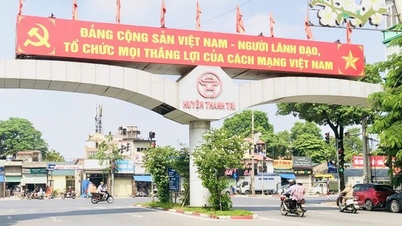 ĐẢNG CỘNG SẢN VIỆT NAM - NGƯỜI LÃNH ĐẠO,
TỔ CHỨC MỌI THẮNG LỢI CỦA CÁCH MẠNG VIỆT NAM
HUYỆN THANH TRÌ